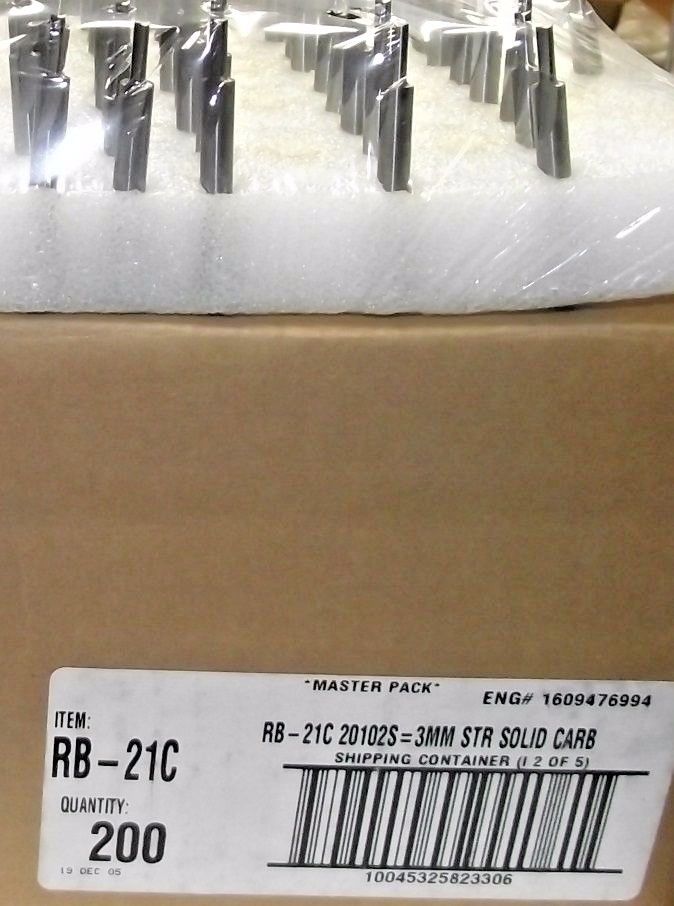 *MASTER PACK*
ENG# 1609476994
ITEM:
RB-21C
RB-21C 20102S=3MM STR SOLID CARB
SHIPPING CONTAINER (I 2 OF 5)
QUANTITY:
200
19 DEC 05
10045325823306